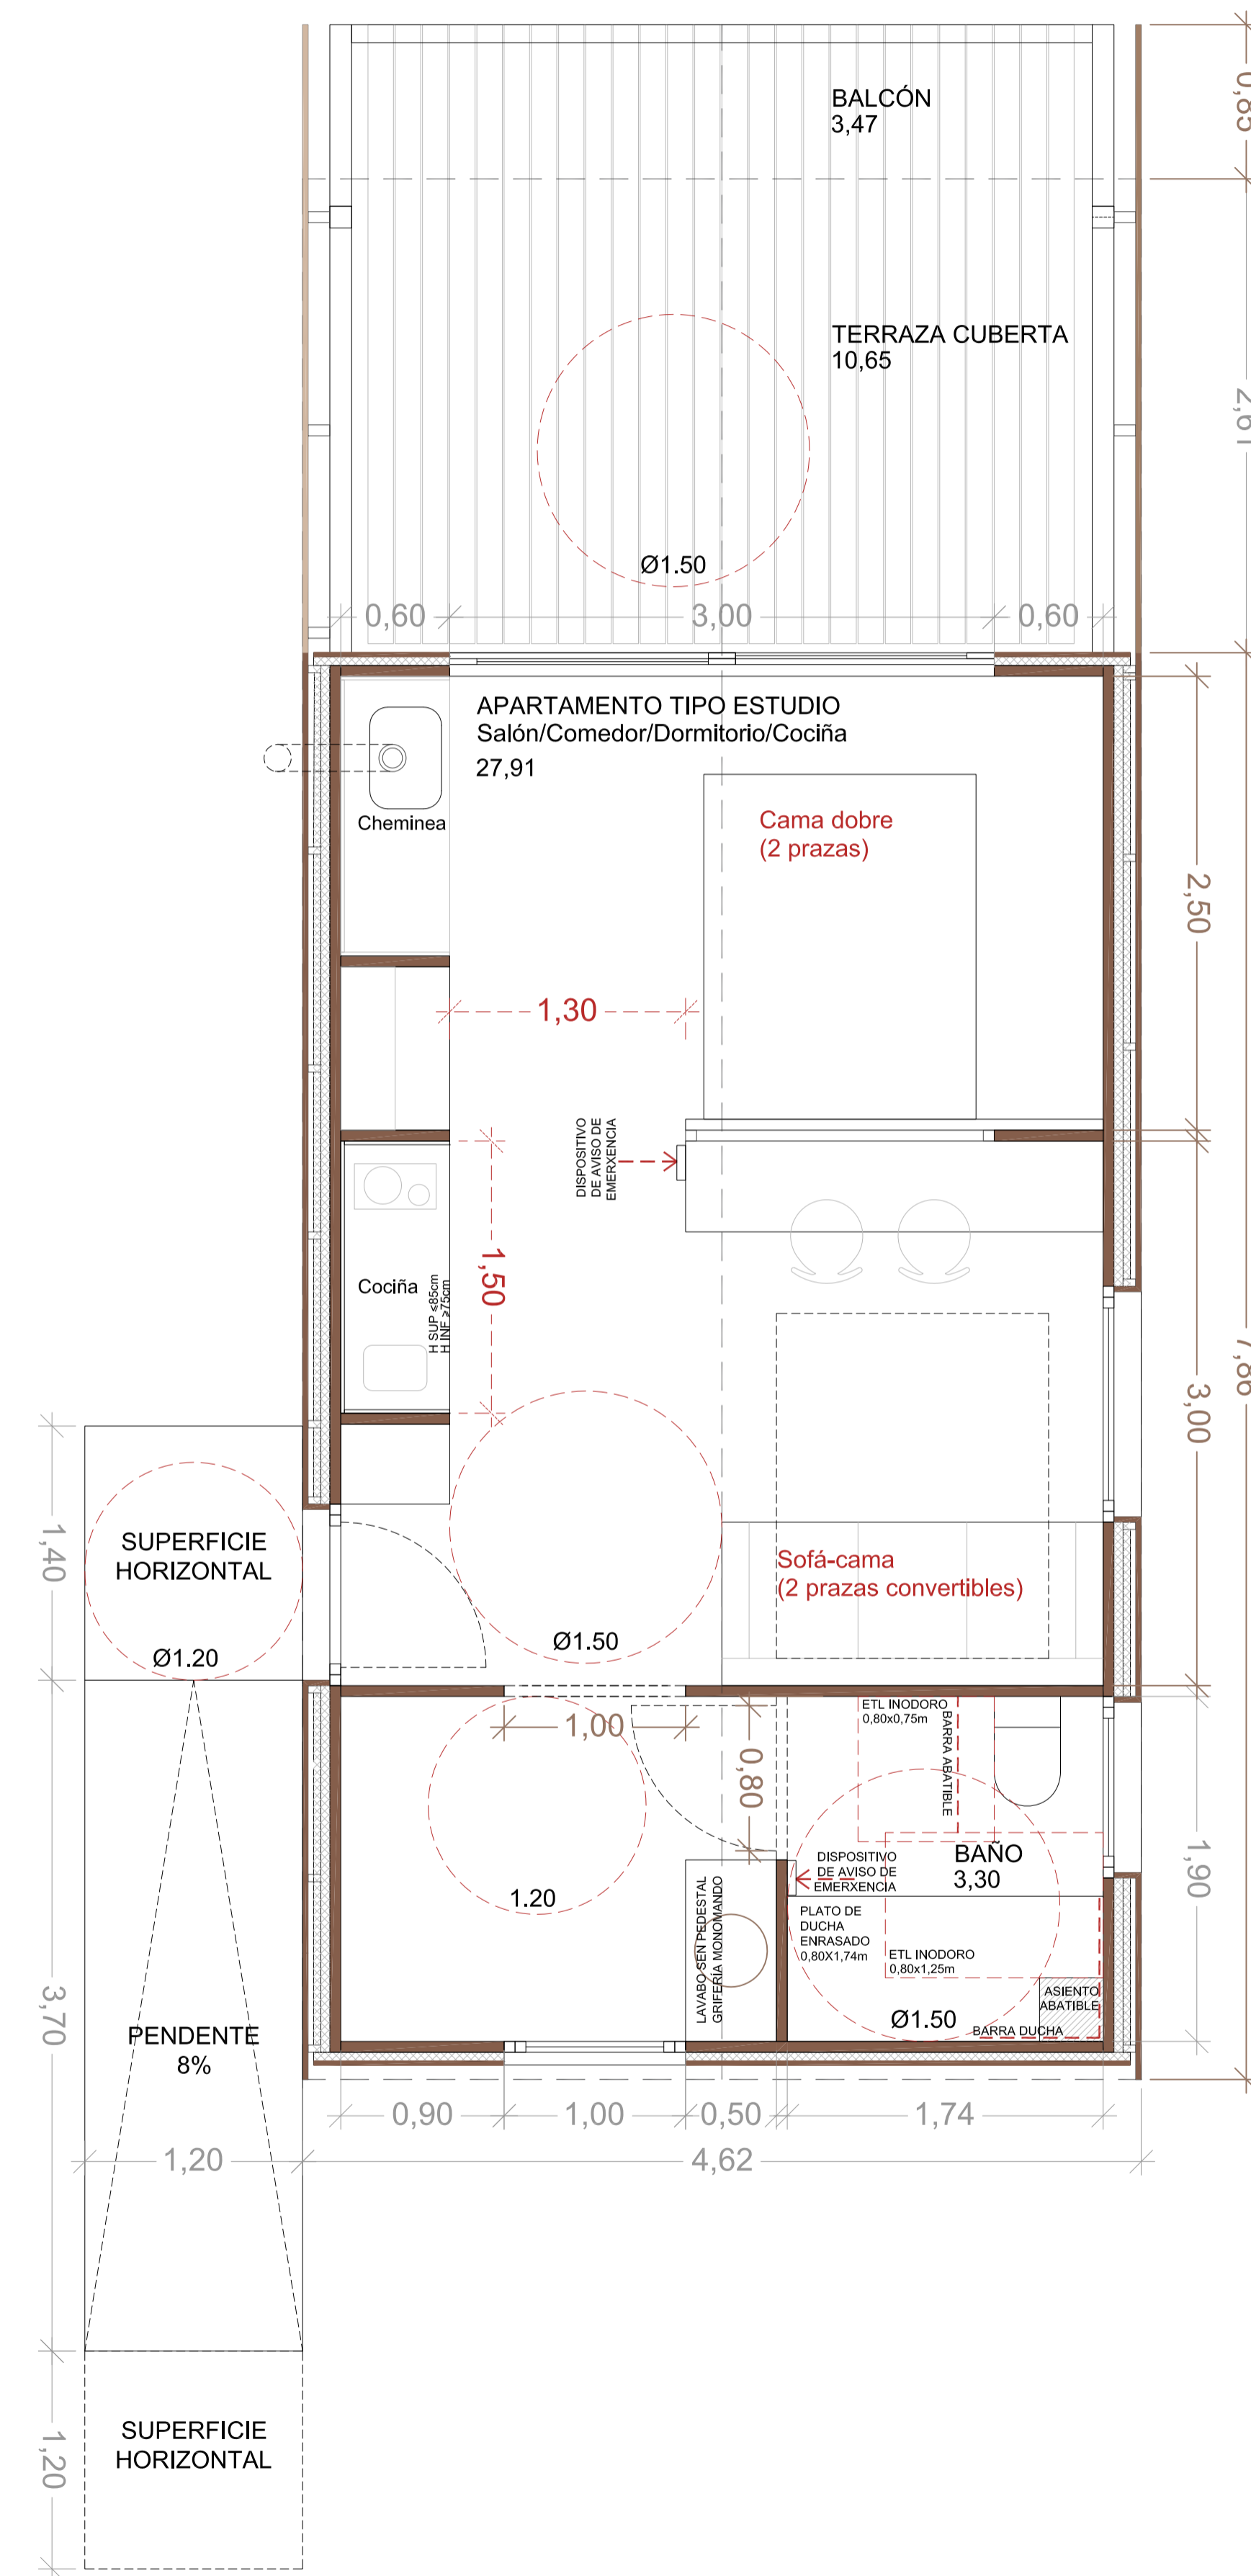 0,85
BALCÓN
3,47
TERRAZA CUBERTA
10,65
2,61
Ø1.50
0,60
3,00
0,60
APARTAMENTO TIPO ESTUDIO
Salón/Comedor/Dormitorio/Cociña
27,91
Cheminea
Cama dobre
(2 prazas)
2,50
1,30
DISPOSITIVO
DE AVISO DE
EMERXENCIA
1,50
Cociña
H SUP ≤85cm
H INF ≥75cm
7,86
3,00
SUPERFICIE
HORIZONTAL
Ø1.20
1,40
Sofá-cama
(2 prazas convertibles)
Ø1.50
1,00
0,80
ETL INODORO
0,80x0,75m
BARRA ABATIBLE
1.20
DISPOSITIVO
DE AVISO DE
EMERXENCIA
BAÑO
3,30
1,90
LAVABO SEN PEDESTAL
GRIFERÍA MONOMANDO
PLATO DE
DUCHA
ENRASADO
0,80X1,74m
ETL INODORO
0,80x1,25m
ASIENTO
ABATIBLE
Ø1.50
BARRA DUCHA
3,70
PENDENTE
8%
0,90
1,00
0,50
1,74
1,20
4,62
SUPERFICIE
HORIZONTAL
1,20